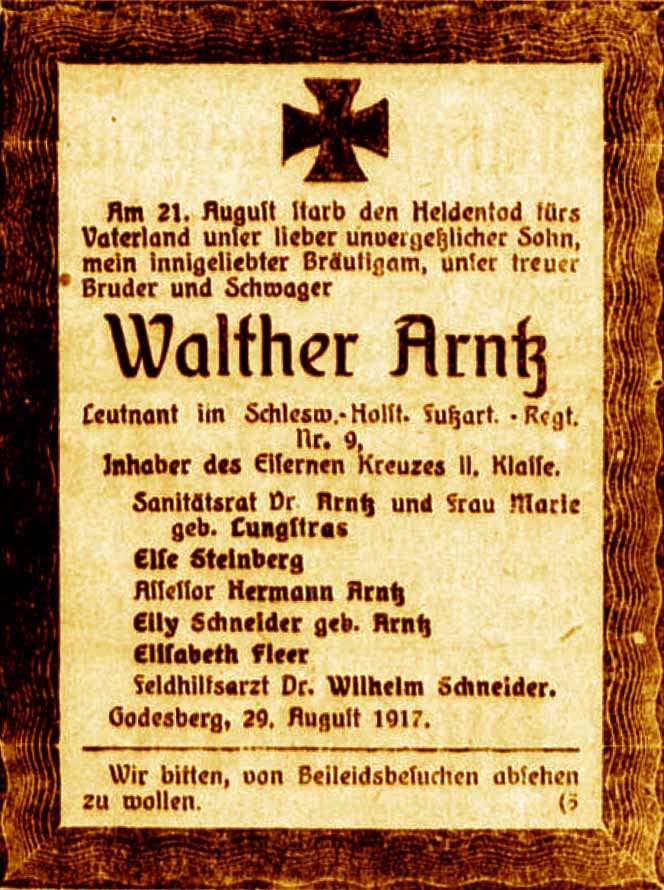 Am 21. August starb den Heldentod fürs
Vaterland unser lieber unvergeßlicher Sohn,
mein innigeliebter Bräutigam, unser treuer
Bruder und Schwager
Walther Arntz
Leutnant im Schlesw.-Holst. Fußart.-Regt.
Nr. 9,
Inhaber des Eisernen Kreuzes II. Klasse.
Sanitätsrat Dr. Arntz und Frau Marie
geb. Lungstras
Else Steinberg
Assessor Hermann Arntz
Elly Schneider geb. Arntz
Elisabeth Fleer
Feldhilfsarzt Dr. Wilhelm Schneider.
Godesberg, 29. August 1917.
Wir bitten, von Beileidsbesuchen absehen
zu wollen. (5